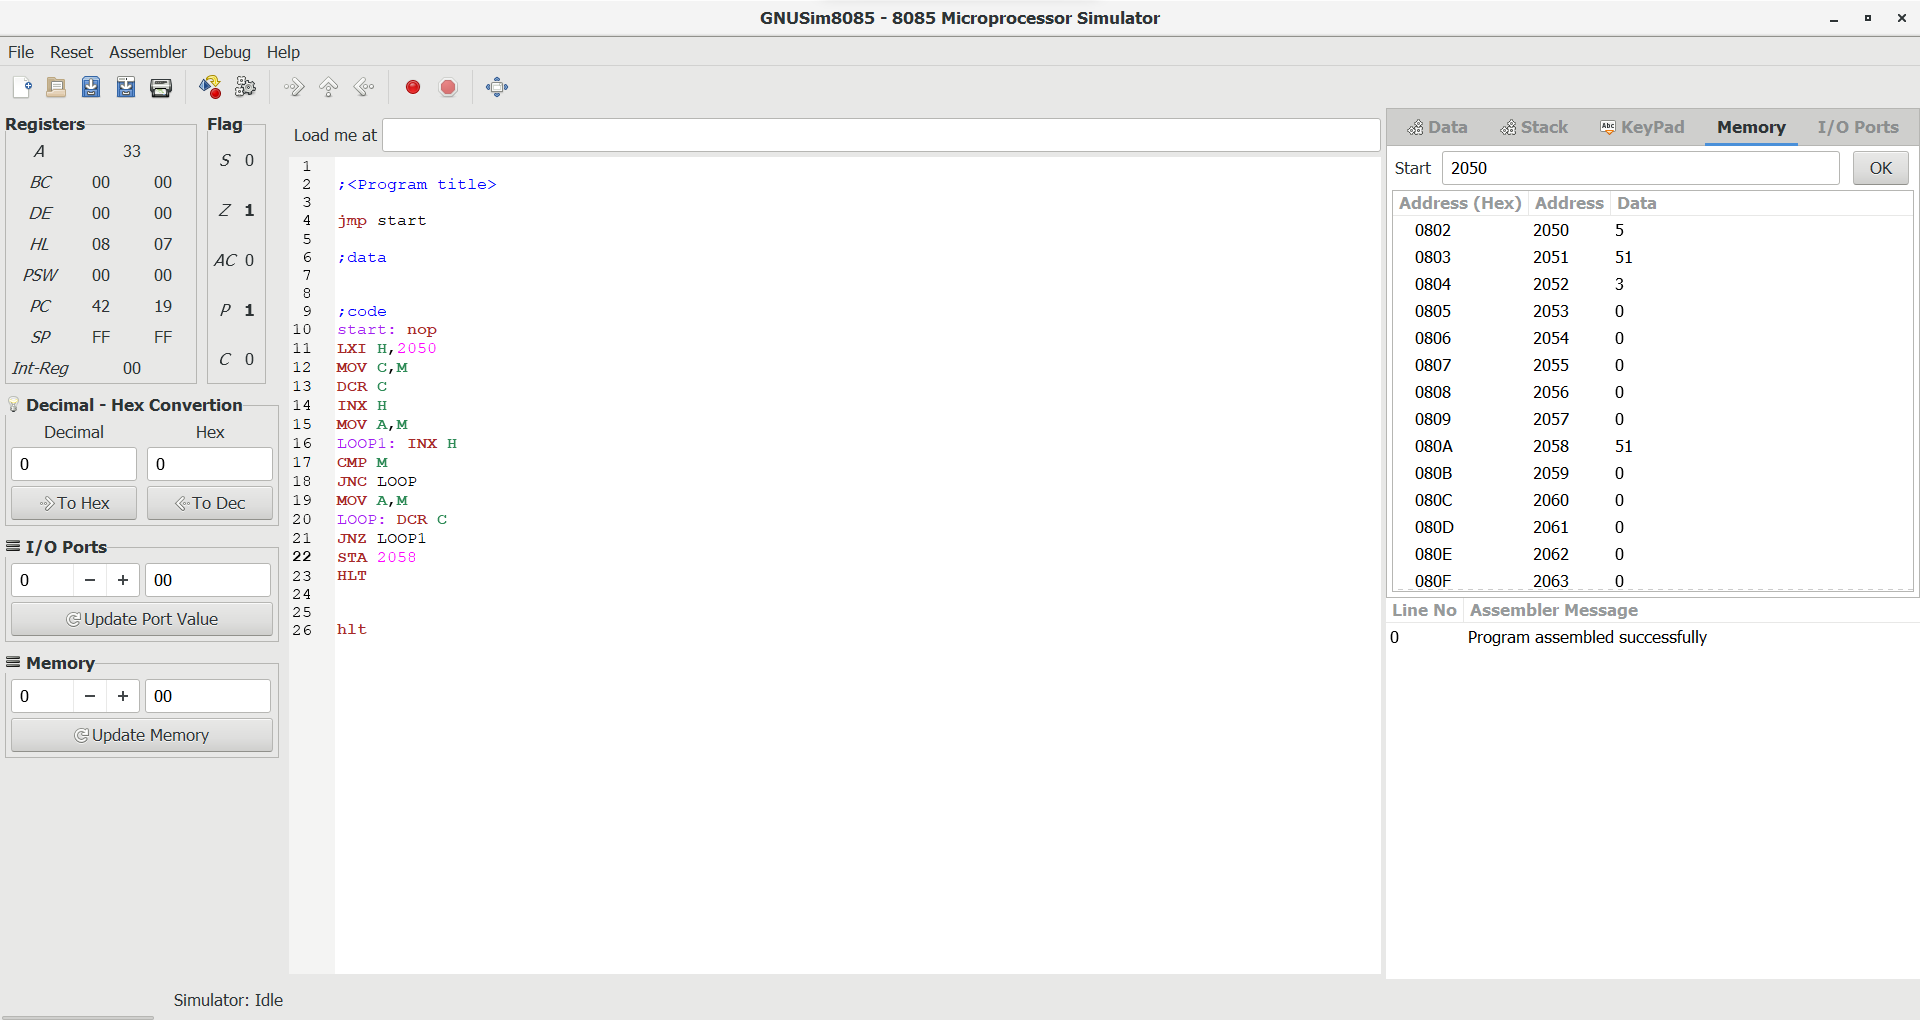 GNUSim8085 - 8085 Microprocessor Simulator
File Reset Assembler Debug Help
Registers
A 33
BC 00 00
DE 00 00
HL 08 07
PSW 00 00
PC 42 19
SP FF FF
Int-Reg 00
Flag
S 0
Z 1
AC 0
P 1
C 0
Decimal - Hex Convertion
Decimal Hex
0 0
To Hex To Dec
I/O Ports
0 − + 00
Update Port Value
Memory
0 − + 00
Update Memory
Load me at
1
2 ;<Program title>
3
4 jmp start
5
6 ;data
7
8
9 ;code
10 start: nop
11 LXI H,2050
12 MOV C,M
13 DCR C
14 INX H
15 MOV A,M
16 LOOP1: INX H
17 CMP M
18 JNC LOOP
19 MOV A,M
20 LOOP: DCR C
21 JNZ LOOP1
22 STA 2058
23 HLT
24
25
26 hlt
Data Stack Abc KeyPad Memory I/O Ports
Start 2050 OK
Address (Hex) Address Data
0802 2050 5
0803 2051 51
0804 2052 3
0805 2053 0
0806 2054 0
0807 2055 0
0808 2056 0
0809 2057 0
080A 2058 51
080B 2059 0
080C 2060 0
080D 2061 0
080E 2062 0
080F 2063 0
Line No Assembler Message
0 Program assembled successfully
Simulator: Idle